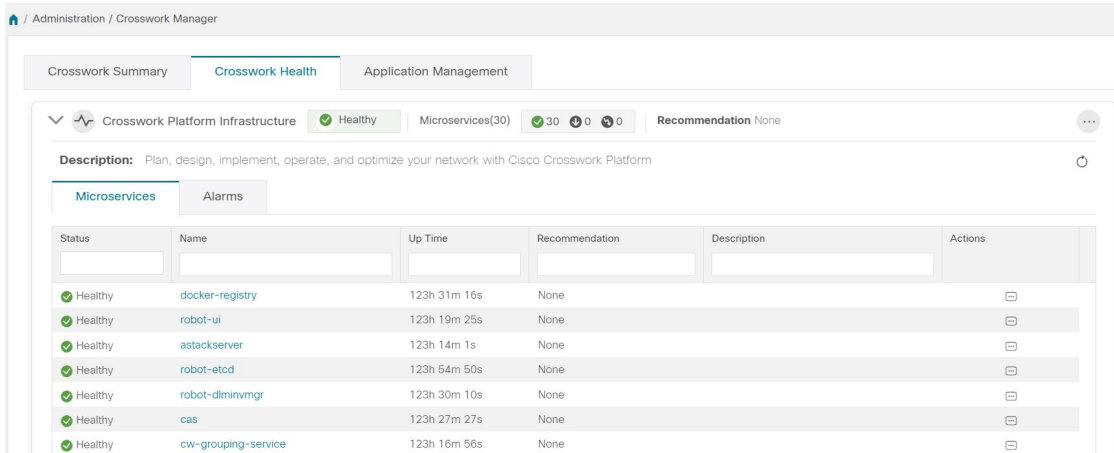 / Administration / Crosswork Manager
Crosswork Summary Crosswork Health Application Management
Crosswork Platform Infrastructure Healthy Microservices(30) 30 0 0 Recommendation None
Description: Plan, design, implement, operate, and optimize your network with Cisco Crosswork Platform
Microservices Alarms
Status Name Up Time Recommendation Description Actions
Healthy docker-registry 123h 31m 16s None
Healthy robot-ui 123h 19m 25s None
Healthy astackserver 123h 14m 1s None
Healthy robot-etcd 123h 54m 50s None
Healthy robot-dlminvmgr 123h 30m 10s None
Healthy cas 123h 27m 27s None
Healthy cw-grouping-service 123h 16m 56s None